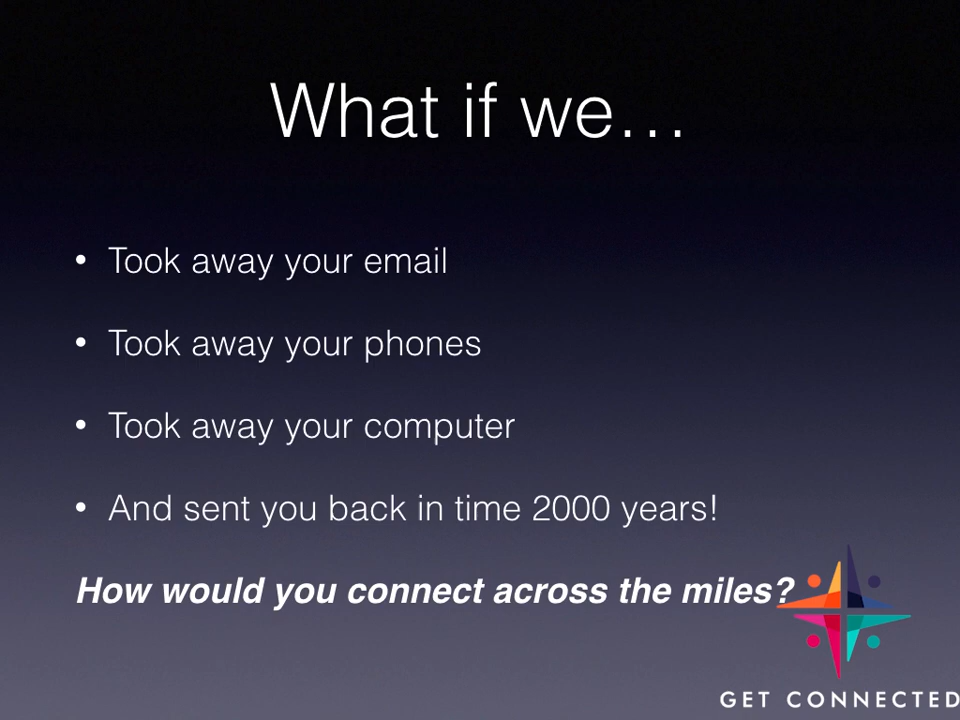 What if we…
• Took away your email
• Took away your phones
• Took away your computer
• And sent you back in time 2000 years!
How would you connect across the miles?
GET CONNECTED